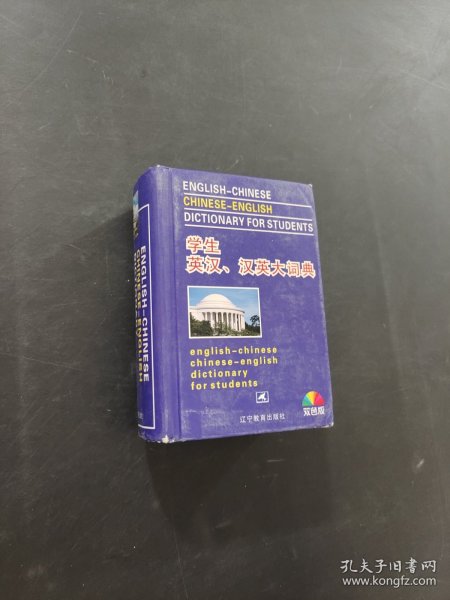 ENGLISH-CHINESE
CHINESE-ENGLISH
DICTIONARY FOR STUDENTS
学生
英汉、汉英大词典
english-chinese
chinese-english
dictionary
for students
辽宁教育出版社
双色版
ENGLISH-CHINESE
CHINESE-ENGLISH
孔夫子旧书网
www.kongfz.com